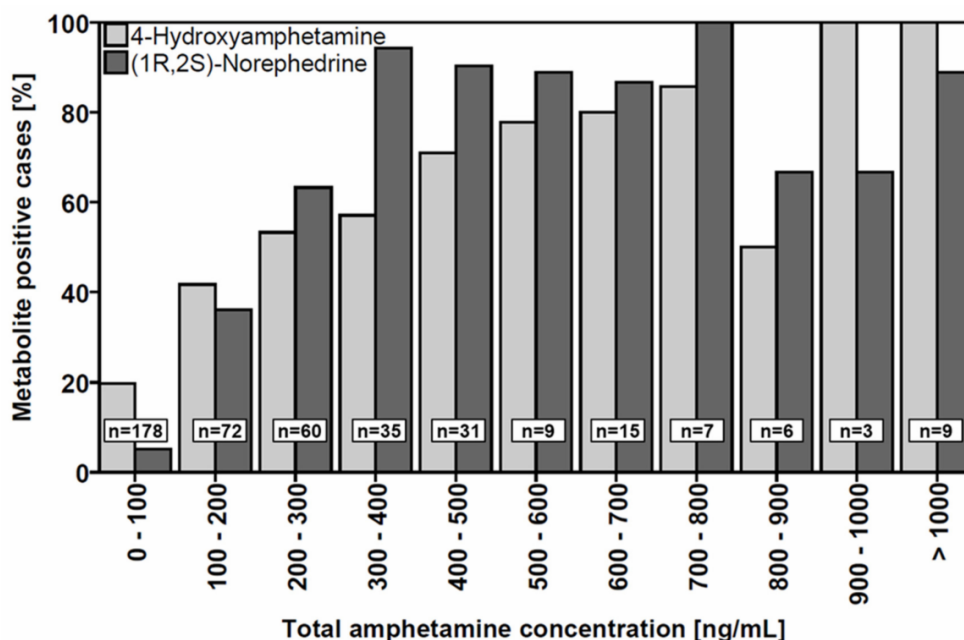 100
80
60
40
20
0
Metabolite positive cases [%]
4-Hydroxyamphetamine
(1R,2S)-Norephedrine
n=178
n=72
n=60
n=35
n=31
n=9
n=15
n=7
n=6
n=3
n=9
0 - 100
100 - 200
200 - 300
300 - 400
400 - 500
500 - 600
600 - 700
700 - 800
800 - 900
900 - 1000
> 1000
Total amphetamine concentration [ng/mL]